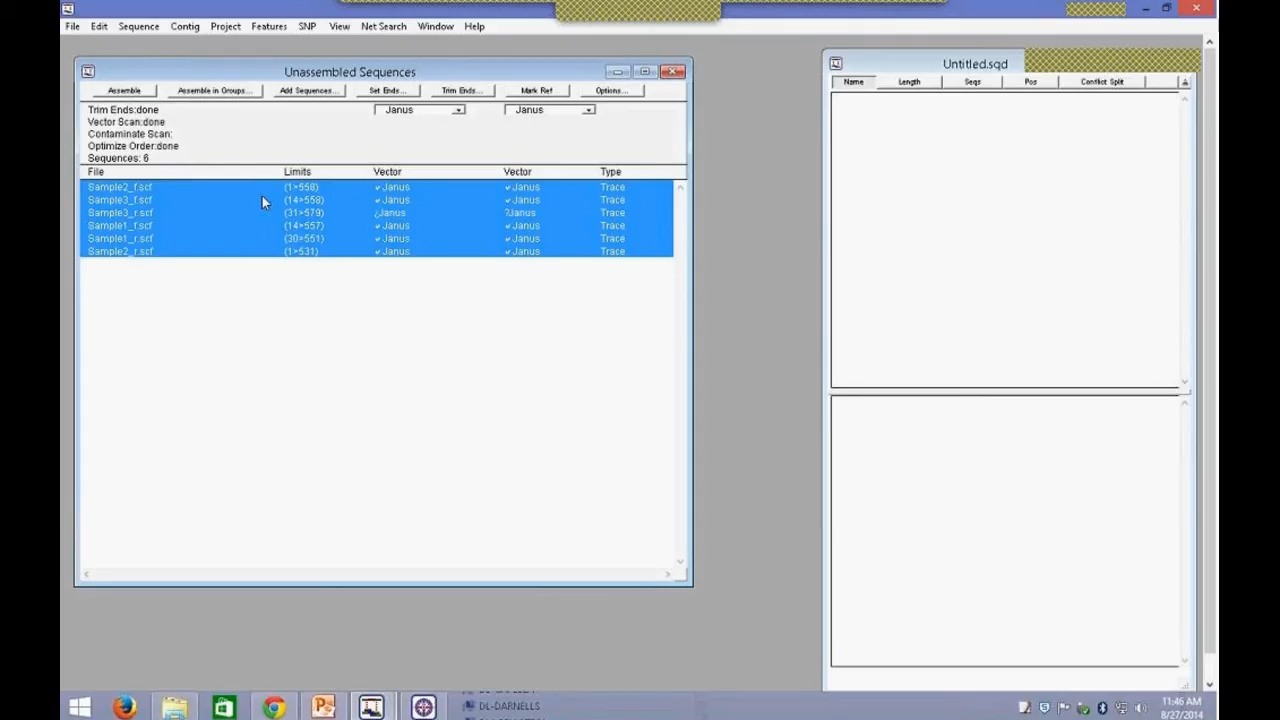 File Edit Sequence Contig Project Features SNP View Net Search Window Help
Unassembled Sequences
Assemble Assemble in Groups... Add Sequences... Set Ends... Trim Ends... Mark Ref Options...
Trim Ends:done Janus Janus
Vector Scan:done
Contaminate Scan:
Optimize Order:done
Sequences: 6
File Limits Vector Vector Type
Sample2_f.scf (1>558) ✓Janus ✓Janus Trace
Sample3_f.scf (14>558) ✓Janus ✓Janus Trace
Sample3_r.scf (31>579) ¿Janus ?Janus Trace
Sample1_f.scf (14>557) ✓Janus ✓Janus Trace
Sample1_r.scf (30>551) ✓Janus ✓Janus Trace
Sample2_r.scf (1>531) ✓Janus ✓Janus Trace
Untitled.sqd
Name Length Seqs Pos Conflict Split
DL-DARNELLS
11:46 AM
8/27/2014